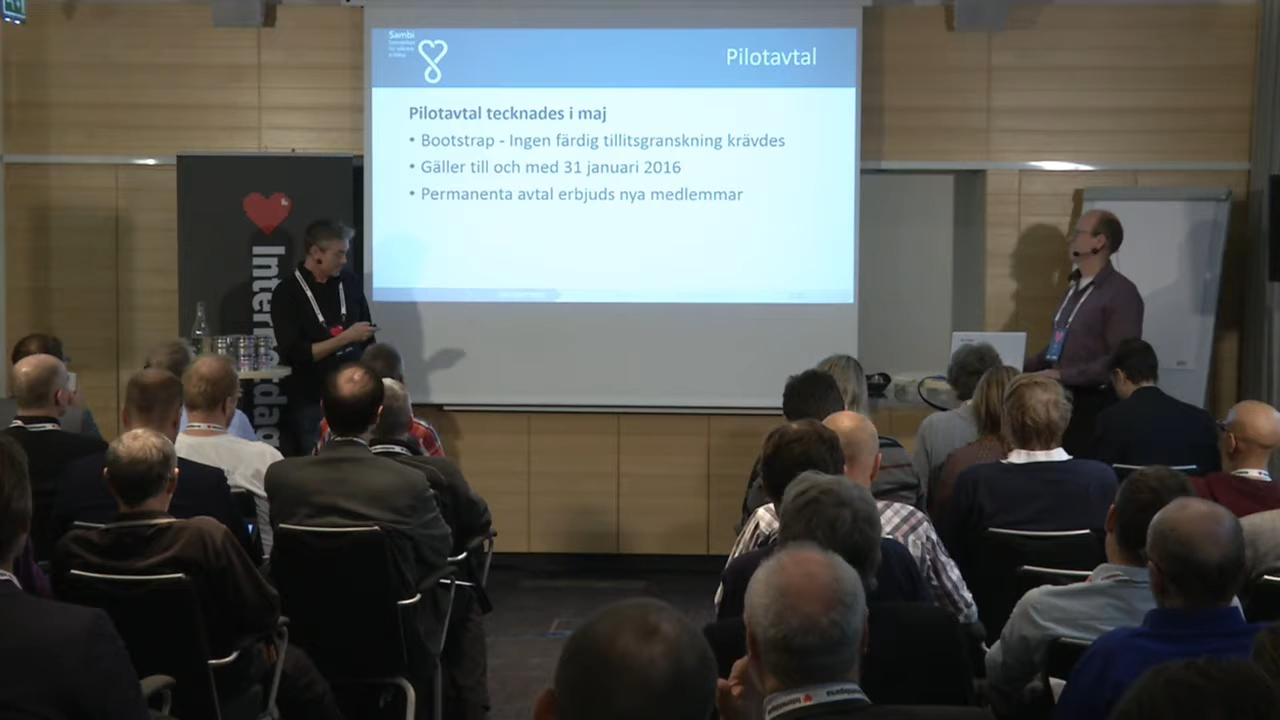 Sambi
Pilotavtal
Pilotavtal tecknades i maj
• Bootstrap - Ingen färdig tillitsgranskning krävdes
• Gäller till och med 31 januari 2016
• Permanenta avtal erbjuds nya medlemmar